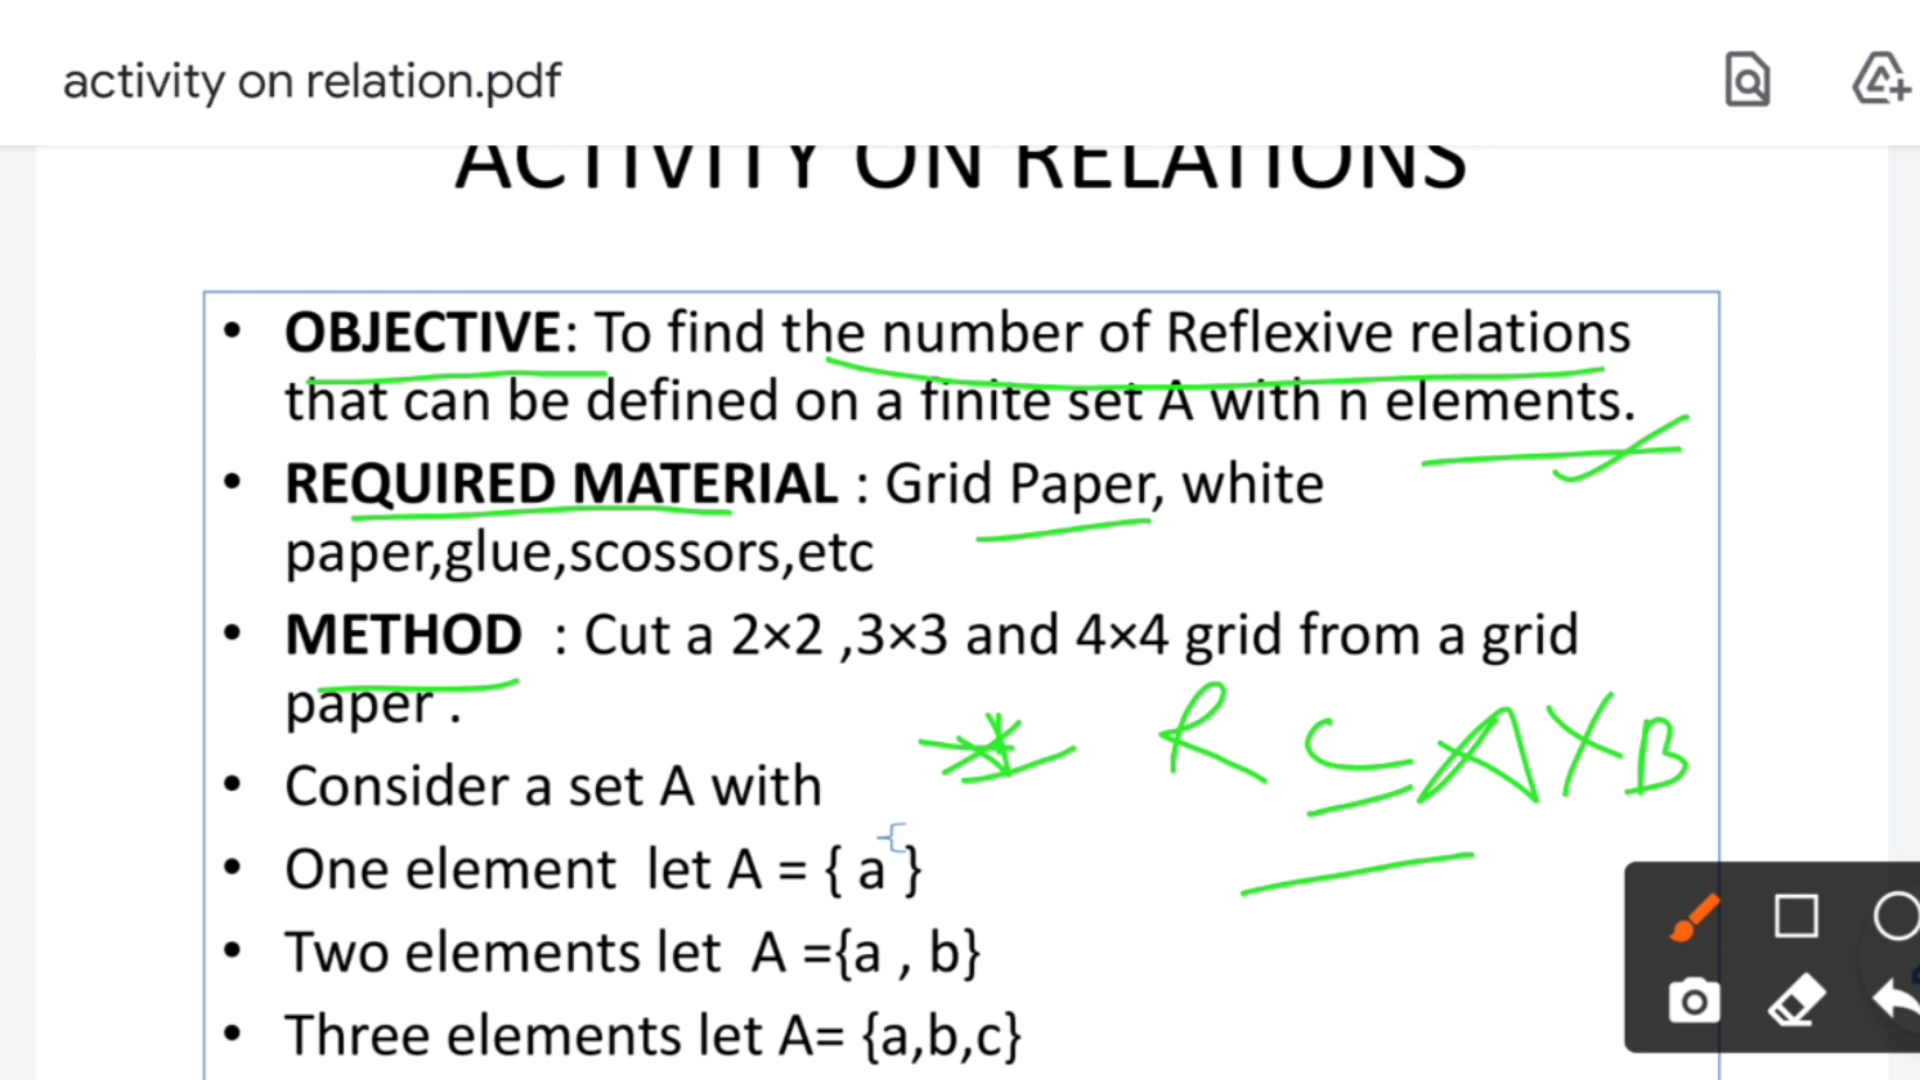 activity on relation.pdf
ACTIVITY ON RELATIONS
• OBJECTIVE: To find the number of Reflexive relations
that can be defined on a finite set A with n elements.
• REQUIRED MATERIAL : Grid Paper, white
paper,glue,scossors,etc
• METHOD : Cut a 2×2 ,3×3 and 4×4 grid from a grid
paper .
R ⊆ A X B
• Consider a set A with
• One element let A = { a }
• Two elements let A ={a , b}
• Three elements let A= {a,b,c}